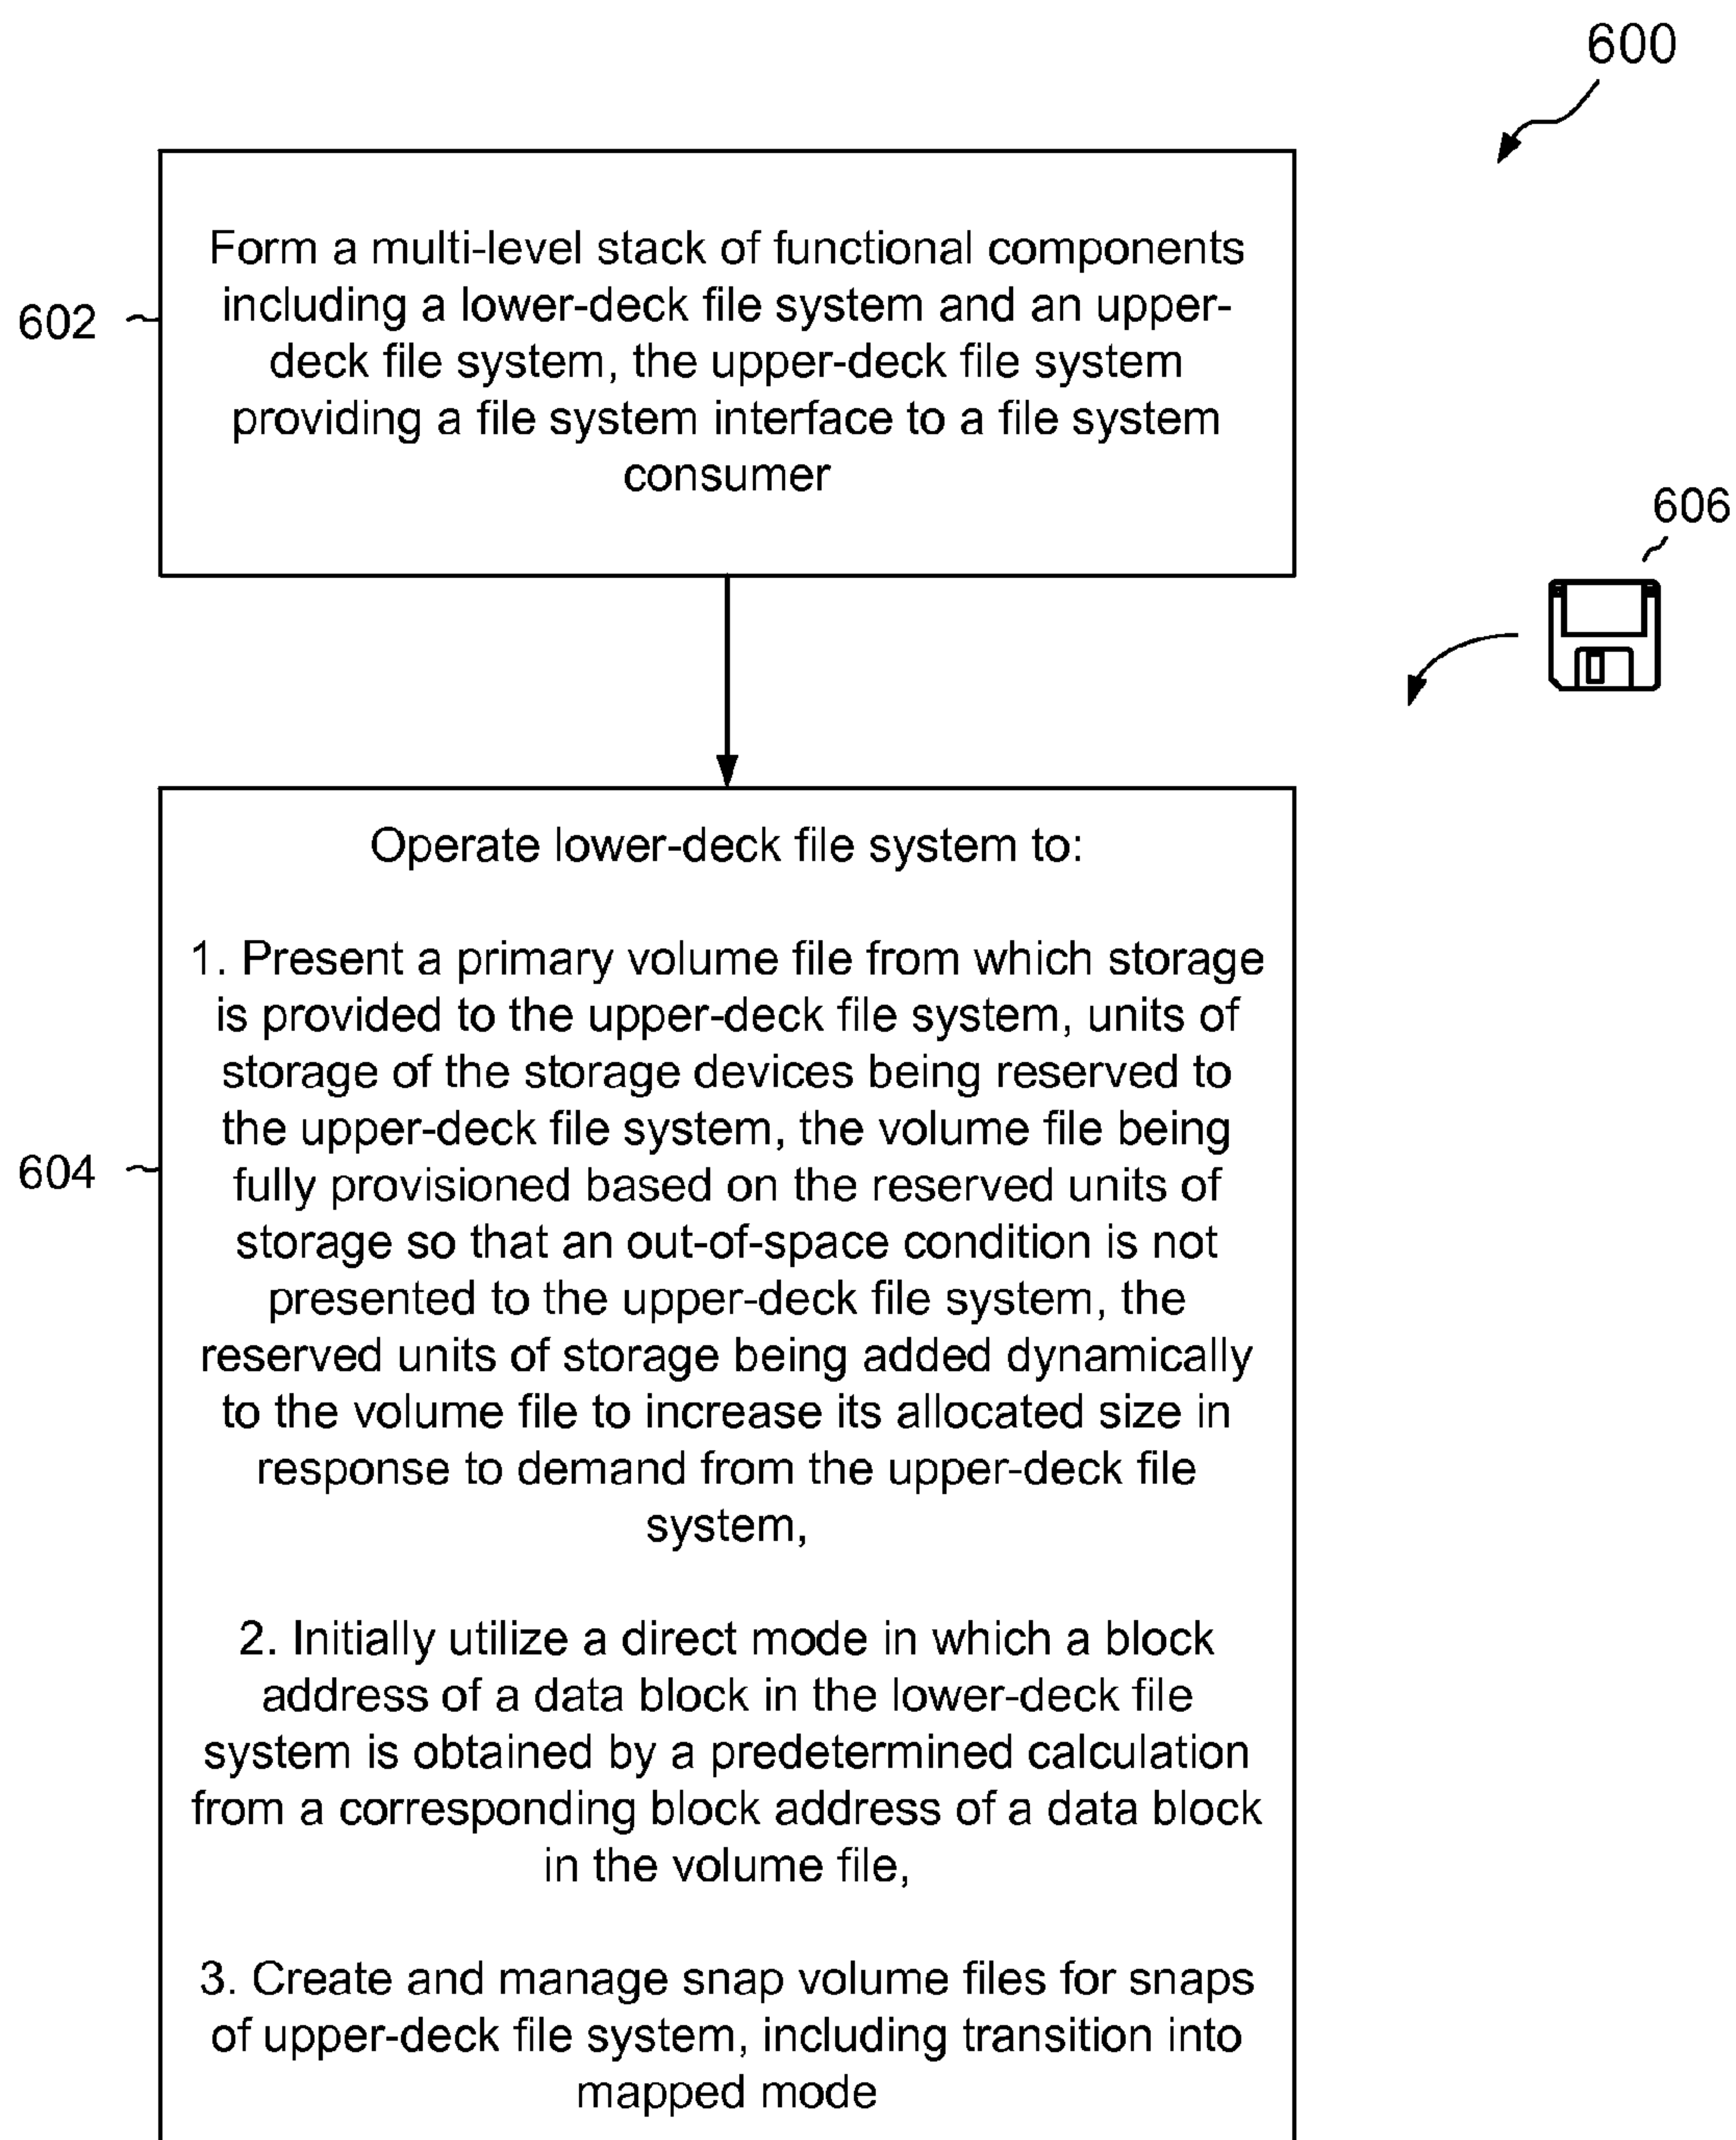 600
Form a multi-level stack of functional components
including a lower-deck file system and an upper-
deck file system, the upper-deck file system
providing a file system interface to a file system
consumer
602
606
Operate lower-deck file system to:
1. Present a primary volume file from which storage
is provided to the upper-deck file system, units of
storage of the storage devices being reserved to
the upper-deck file system, the volume file being
fully provisioned based on the reserved units of
storage so that an out-of-space condition is not
presented to the upper-deck file system, the
reserved units of storage being added dynamically
to the volume file to increase its allocated size in
response to demand from the upper-deck file
system,
604
2. Initially utilize a direct mode in which a block
address of a data block in the lower-deck file
system is obtained by a predetermined calculation
from a corresponding block address of a data block
in the volume file,
3. Create and manage snap volume files for snaps
of upper-deck file system, including transition into
mapped mode